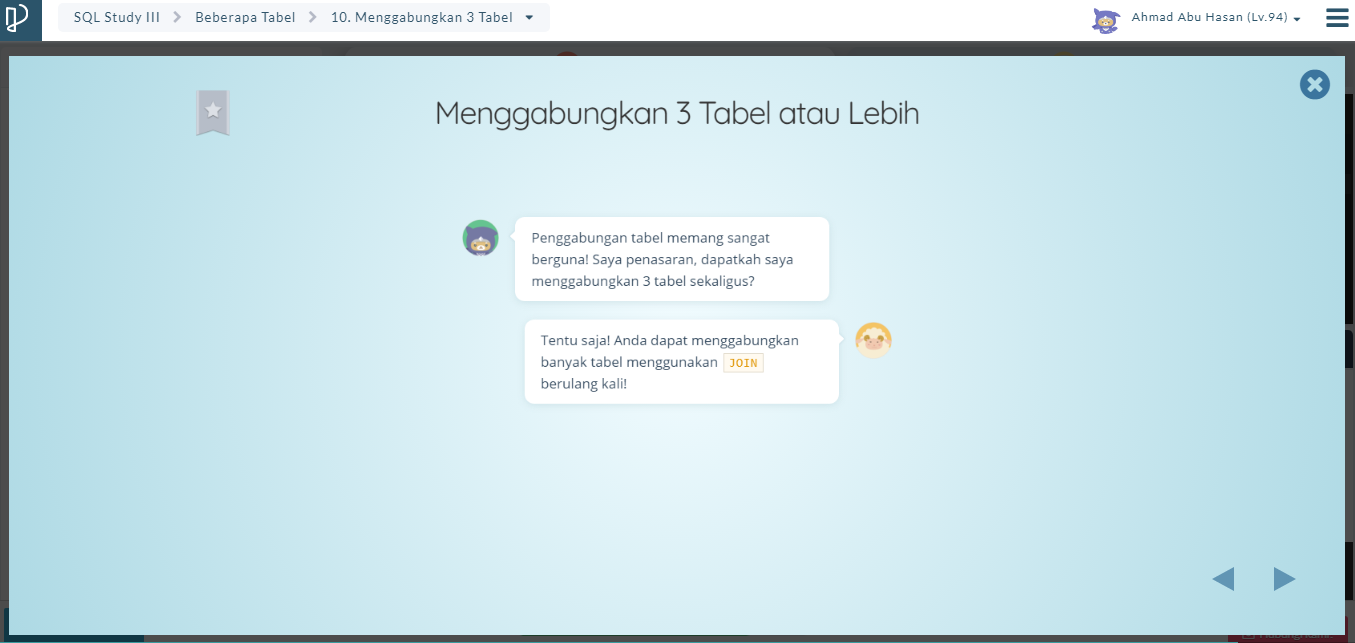 SQL Study III
Beberapa Tabel
10. Menggabungkan 3 Tabel
Ahmad Abu Hasan (Lv.94)
Menggabungkan 3 Tabel atau Lebih
Penggabungan tabel memang sangat
berguna! Saya penasaran, dapatkah saya
menggabungkan 3 tabel sekaligus?
Tentu saja! Anda dapat menggabungkan
banyak tabel menggunakan JOIN
berulang kali!